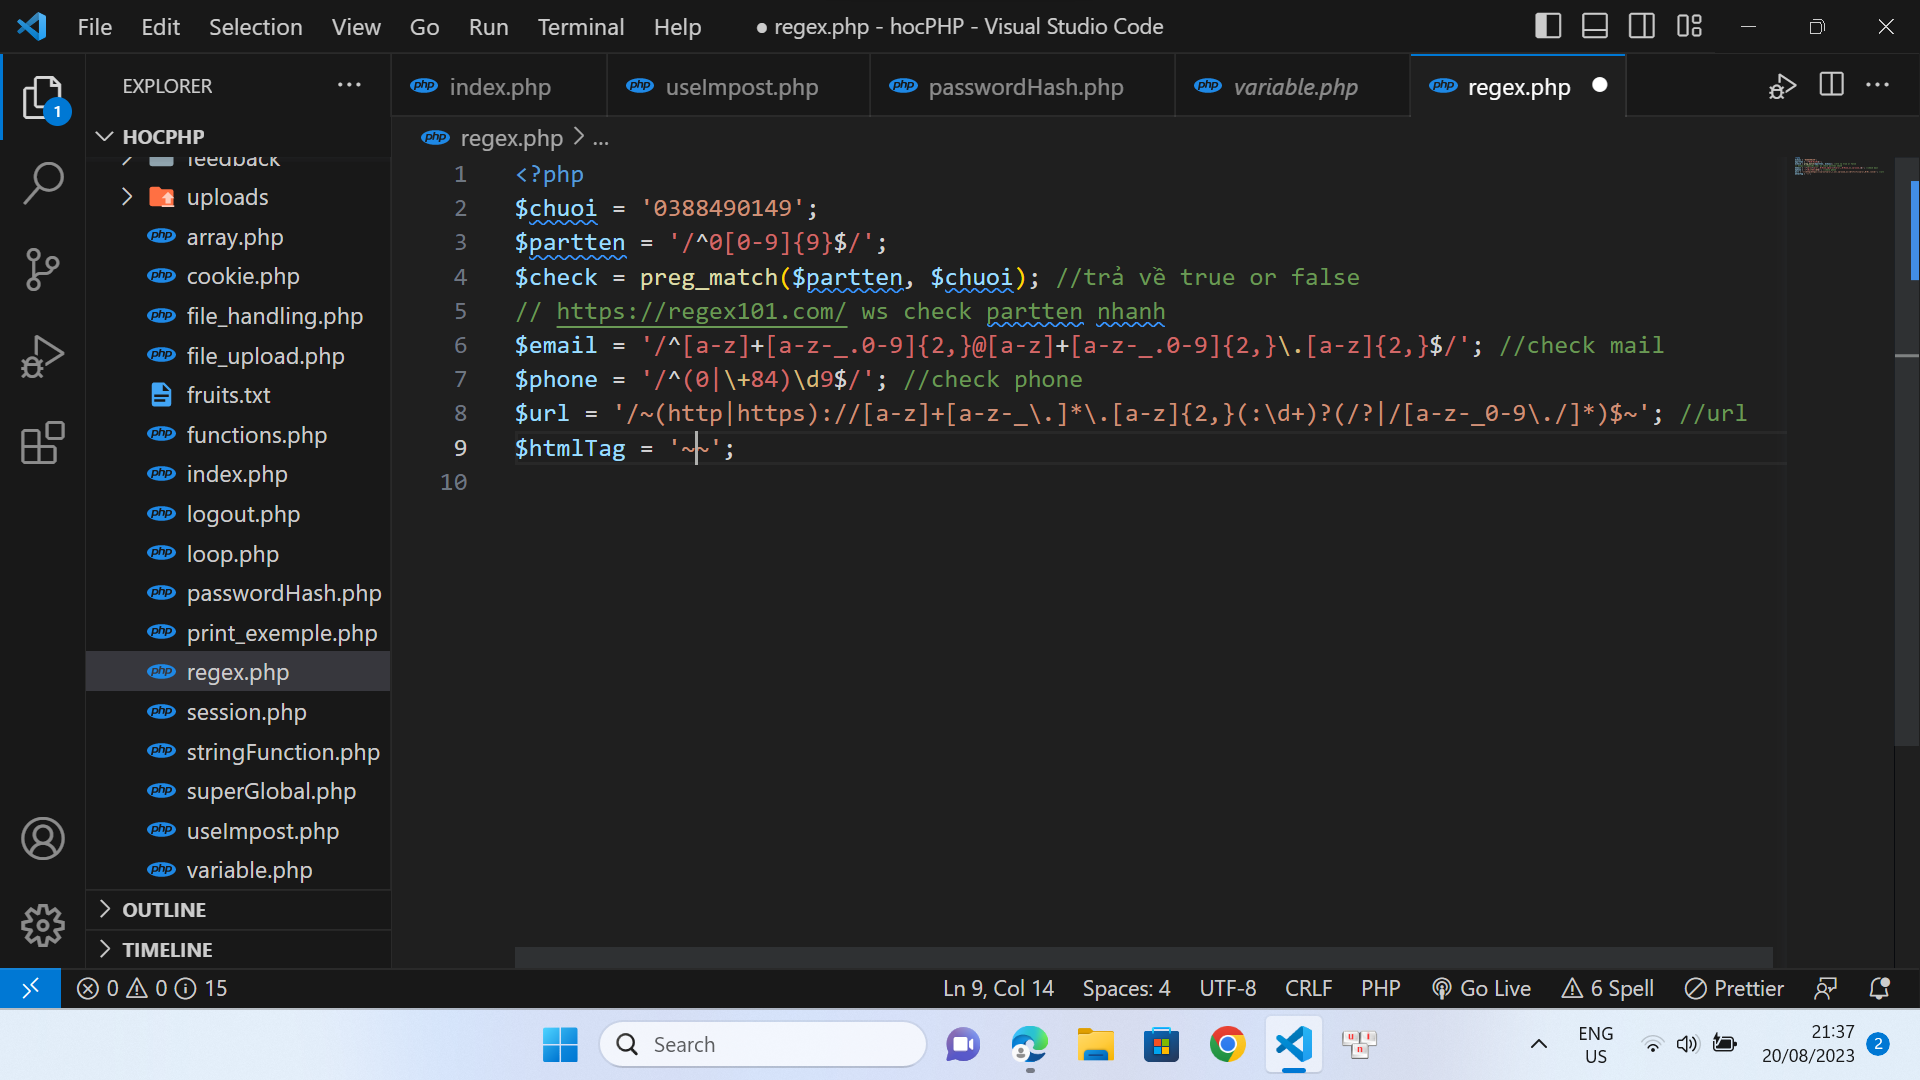 File Edit Selection View Go Run Terminal Help ● regex.php - hocPHP - Visual Studio Code
EXPLORER ...
index.php useImpost.php passwordHash.php variable.php regex.php
1
HOCPHP
regex.php > ...
feedback
uploads
array.php
cookie.php
file_handling.php
file_upload.php
fruits.txt
functions.php
index.php
logout.php
loop.php
passwordHash.php
print_exemple.php
regex.php
session.php
stringFunction.php
superGlobal.php
useImpost.php
variable.php
OUTLINE
TIMELINE
1 <?php
2 $chuoi = '0388490149';
3 $partten = '/^0[0-9]{9}$/';
4 $check = preg_match($partten, $chuoi); //trả về true or false
5 // https://regex101.com/ ws check partten nhanh
6 $email = '/^[a-z]+[a-z-_.0-9]{2,}@[a-z]+[a-z-_.0-9]{2,}\.[a-z]{2,}$/'; //check mail
7 $phone = '/^(0|\+84)\d9$/'; //check phone
8 $url = '/~(http|https)://[a-z]+[a-z-_\.]*\.[a-z]{2,}(:\d+)?(/?|/[a-z-_0-9\./]*)$~'; //url
9 $htmlTag = '~~';
10
0 0 15 Ln 9, Col 14 Spaces: 4 UTF-8 CRLF PHP Go Live 6 Spell Prettier
Search
ENG
US
21:37
20/08/2023
2